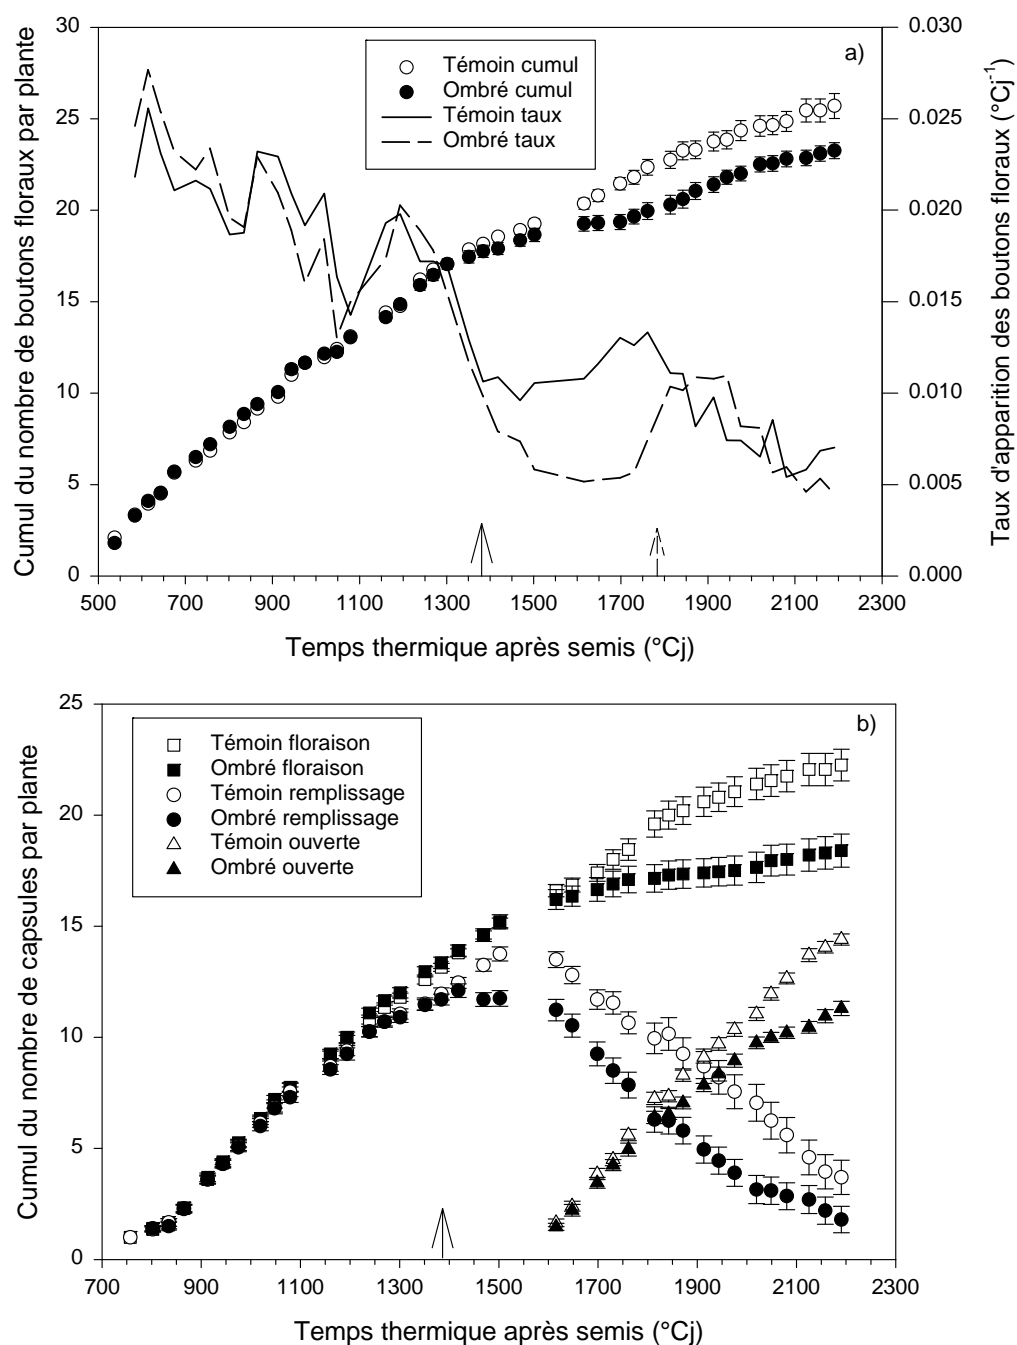 30
25
20
15
10
5
0
Cumul du nombre de boutons floraux par plante
a)
Témoin cumul
Ombré cumul
Témoin taux
Ombré taux
0.030
0.025
0.020
0.015
0.010
0.005
0.000
Taux d'apparition des boutons floraux (°Cj-1)
500 700 900 1100 1300 1500 1700 1900 2100 2300
Temps thermique après semis (°Cj)
25
20
15
10
5
0
Cumul du nombre de capsules par plante
b)
Témoin floraison
Ombré floraison
Témoin remplissage
Ombré remplissage
Témoin ouverte
Ombré ouverte
700 900 1100 1300 1500 1700 1900 2100 2300
Temps thermique après semis (°Cj)